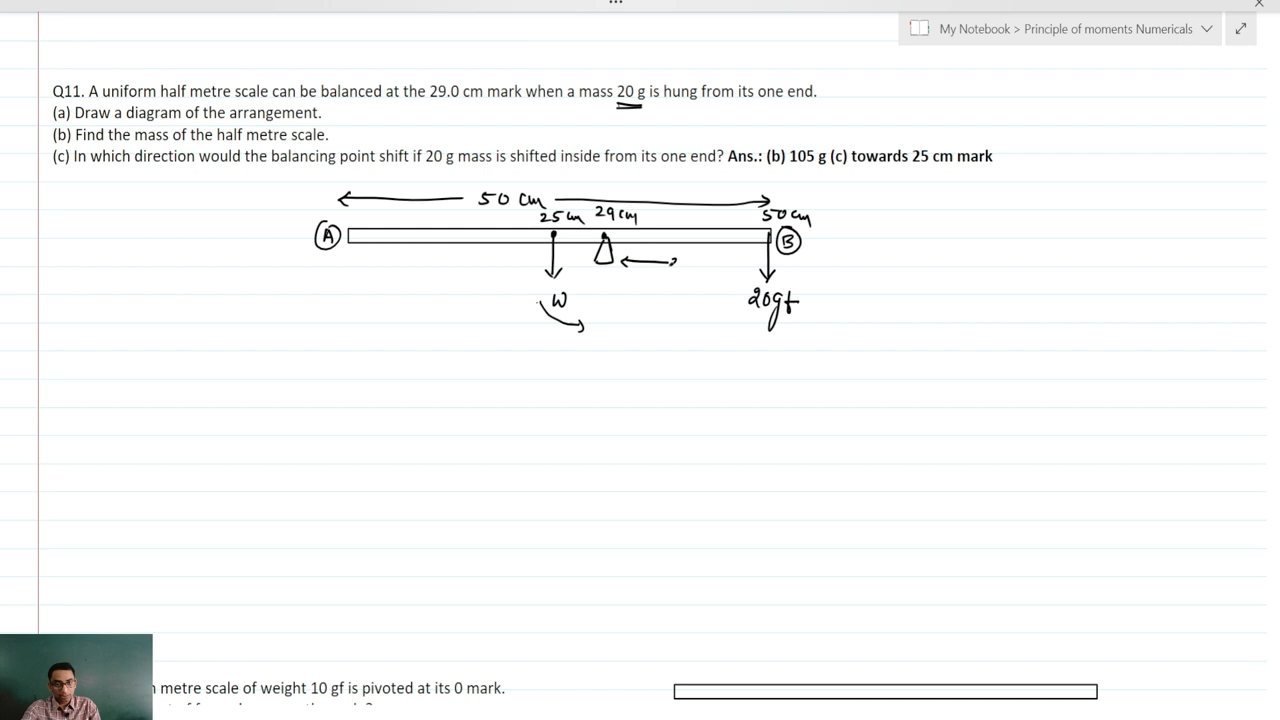 My Notebook > Principle of moments Numericals
Q11. A uniform half metre scale can be balanced at the 29.0 cm mark when a mass 20 g is hung from its one end.
(a) Draw a diagram of the arrangement.
(b) Find the mass of the half metre scale.
(c) In which direction would the balancing point shift if 20 g mass is shifted inside from its one end? Ans.: (b) 105 g (c) towards 25 cm mark
50 cm
25 cm 29 cm 50 cm
A B
W 20gf
metre scale of weight 10 gf is pivoted at its 0 mark.